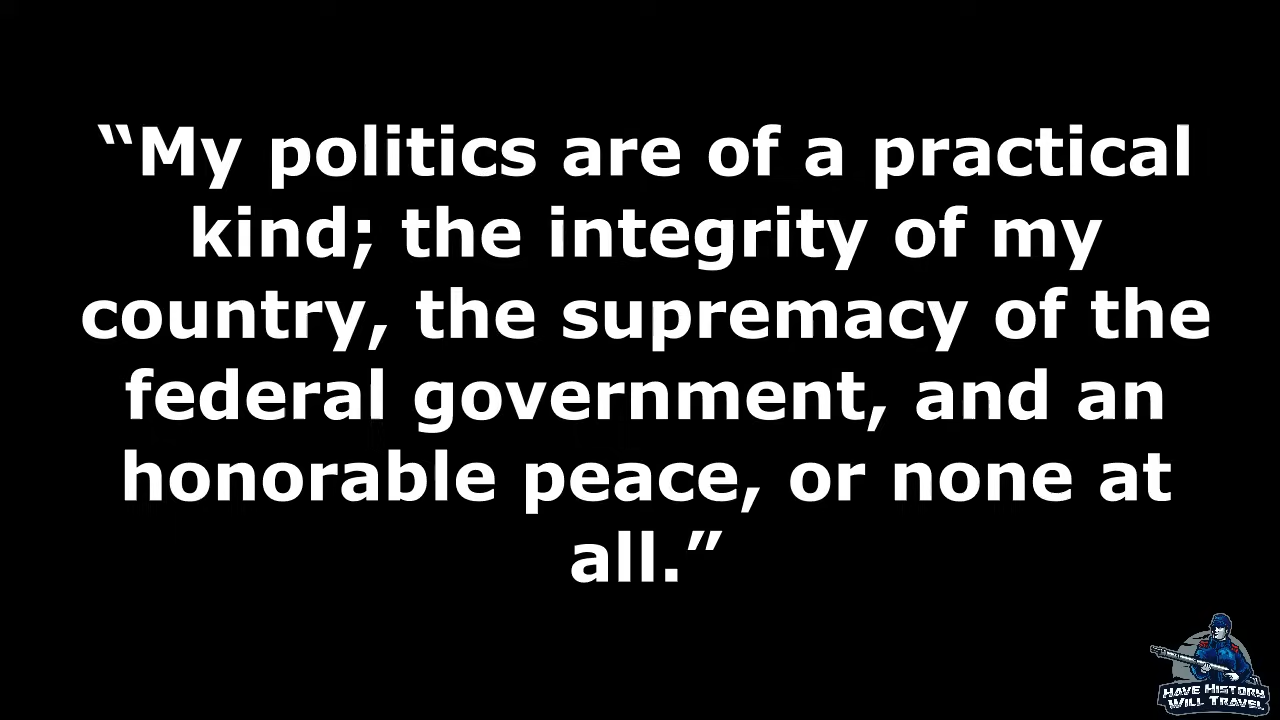 “My politics are of a practical
kind; the integrity of my
country, the supremacy of the
federal government, and an
honorable peace, or none at
all.”
HAVE HISTORY
WILL TRAVEL